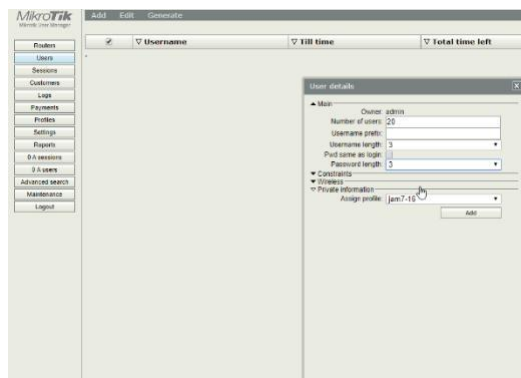 MikroTik
Mikrotik User Manager
Add Edit Generate
Routers
Users
Sessions
Customers
Logs
Payments
Profiles
Settings
Reports
0 A sessions
0 A users
Advanced search
Maintenance
Logout
▽ Username ▽ Till time ▽ Total time left
User details X
Main
Owner: admin
Number of users: 20
Username prefix:
Username length: 3
Pwd same as login:
Password length: 3
Constraints
Wireless
Private information
Assign profile: jam7-16
Add